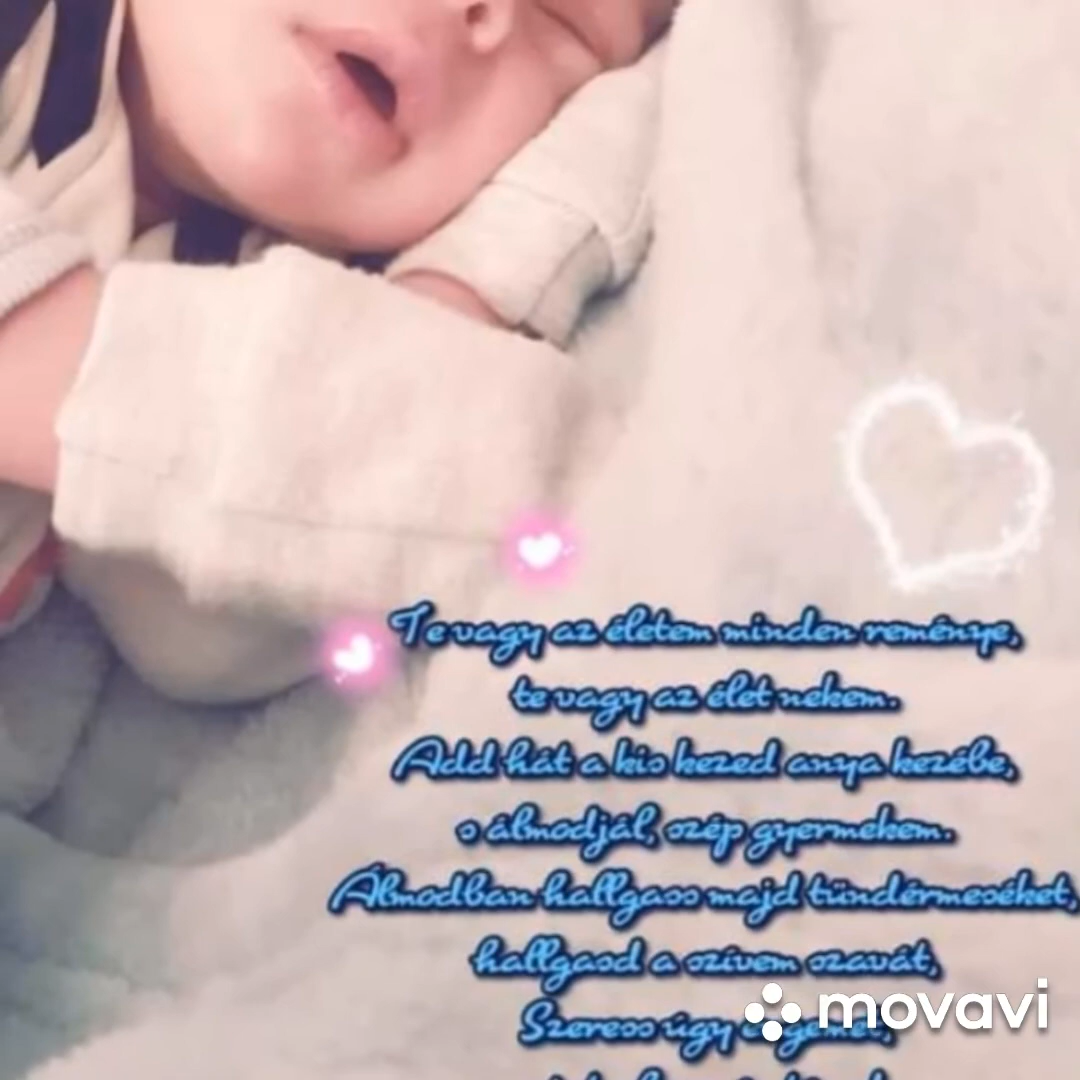 Te vagy az életem minden reménye,
te vagy az élet nekem.
Add hát a kis kezed anya kezébe,
s álmodjál, szép gyermekem.
Álmodban hallgass majd tündérmeséket,
hallgasd a szívem szavát,
Szeress úgy engemet,
movavi